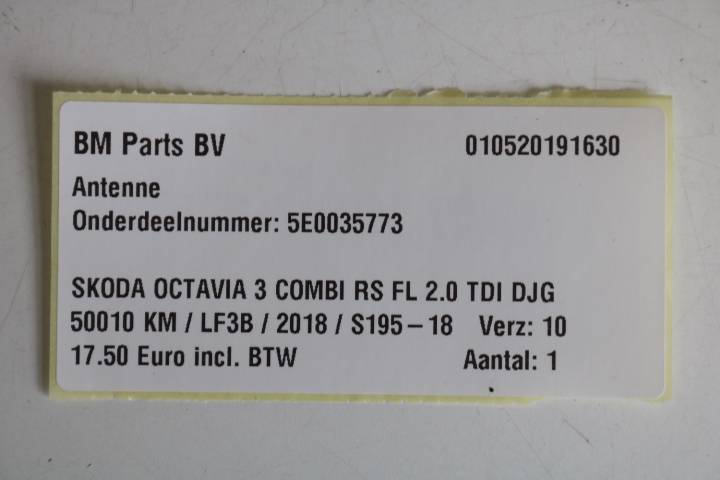 BM Parts BV 010520191630
Antenne
Onderdeelnummer: 5E0035773
SKODA OCTAVIA 3 COMBI RS FL 2.0 TDI DJG
50010 KM / LF3B / 2018 / S195-18 Verz: 10
17.50 Euro incl. BTW Aantal: 1